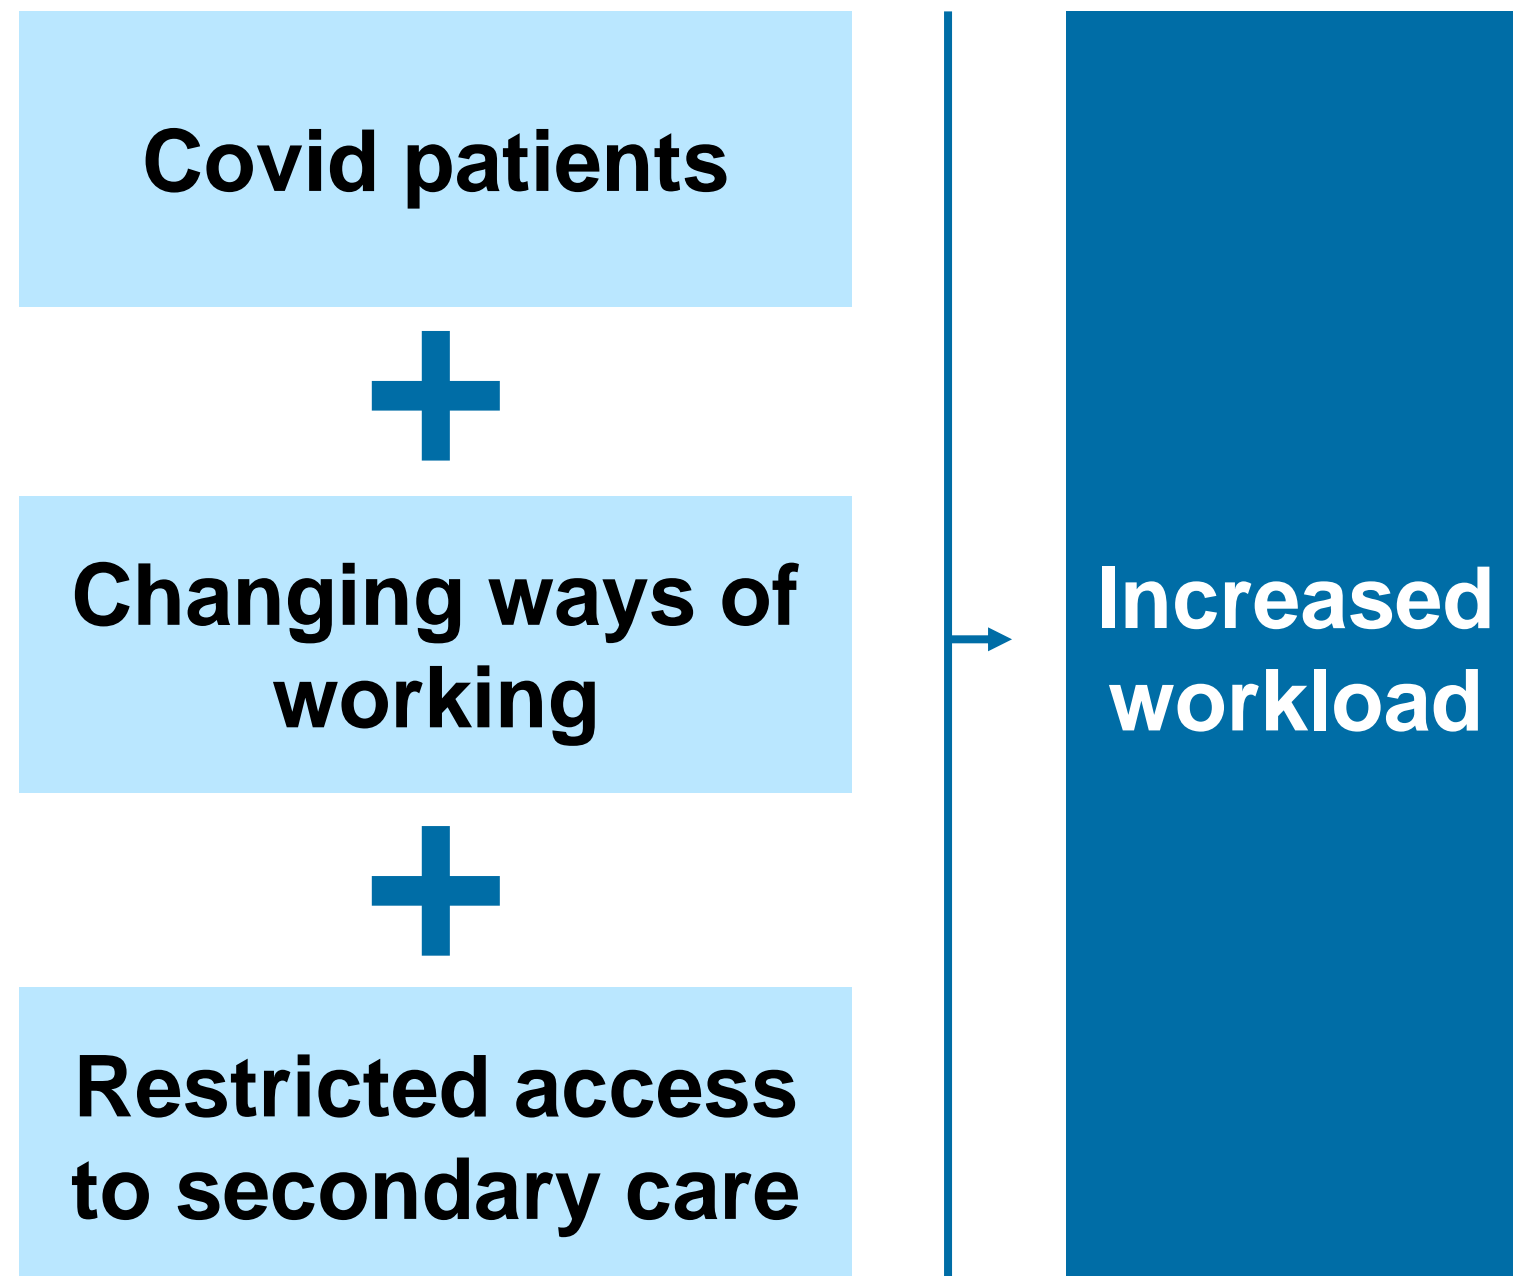 Covid patients
Changing ways of
working
Restricted access
to secondary care
Increased
workload